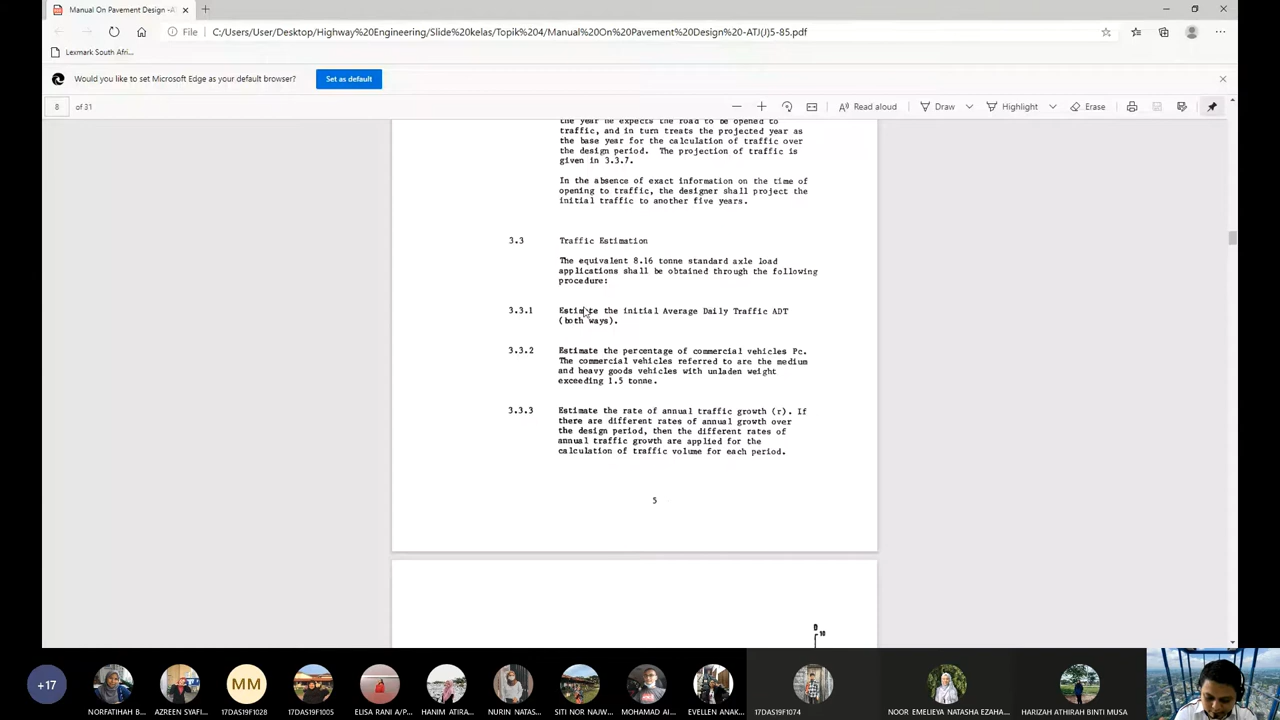 Manual On Pavement Design -A
File
C:/Users/User/Desktop/Highway%20Engineering/Slide%20kelas/Topik%204/Manual%20On%20Pavement%20Design%20-ATJ(J)5-85.pdf
Lexmark South Afri...
Would you like to set Microsoft Edge as your default browser?
Set as default
8 of 31
Read aloud
Draw
Highlight
Erase
the year he expects the road to be opened to
traffic, and in turn treats the projected year as
the base year for the calculation of traffic over
the design period. The projection of traffic is
given in 3.3.7.
In the absence of exact information on the time of
opening to traffic, the designer shall project the
initial traffic to another five years.
3.3 Traffic Estimation
The equivalent 8.16 tonne standard axle load
applications shall be obtained through the following
procedure:
3.3.1 Estimate the initial Average Daily Traffic ADT
(both ways).
3.3.2 Estimate the percentage of commercial vehicles Pc.
The commercial vehicles referred to are the medium
and heavy goods vehicles with unladen weight
exceeding 1.5 tonne.
3.3.3 Estimate the rate of annual traffic growth (r). If
there are different rates of annual growth over
the design period, then the different rates of
annual traffic growth are applied for the
calculation of traffic volume for each period.
5
10
+17
MM
NORFATIHAH B...
AZREEN SYAFI...
17DAS19F1028
17DAS19F1005
ELISA RANI A/P...
HANIM ATIRA...
NURIN NATAS...
SITI NOR NAJW...
MOHAMAD AI...
EVELLEN ANAK...
17DAS19F1074
NOOR EMELIEYA NATASHA EZAHA...
HARIZAH ATHIRAH BINTI MUSA